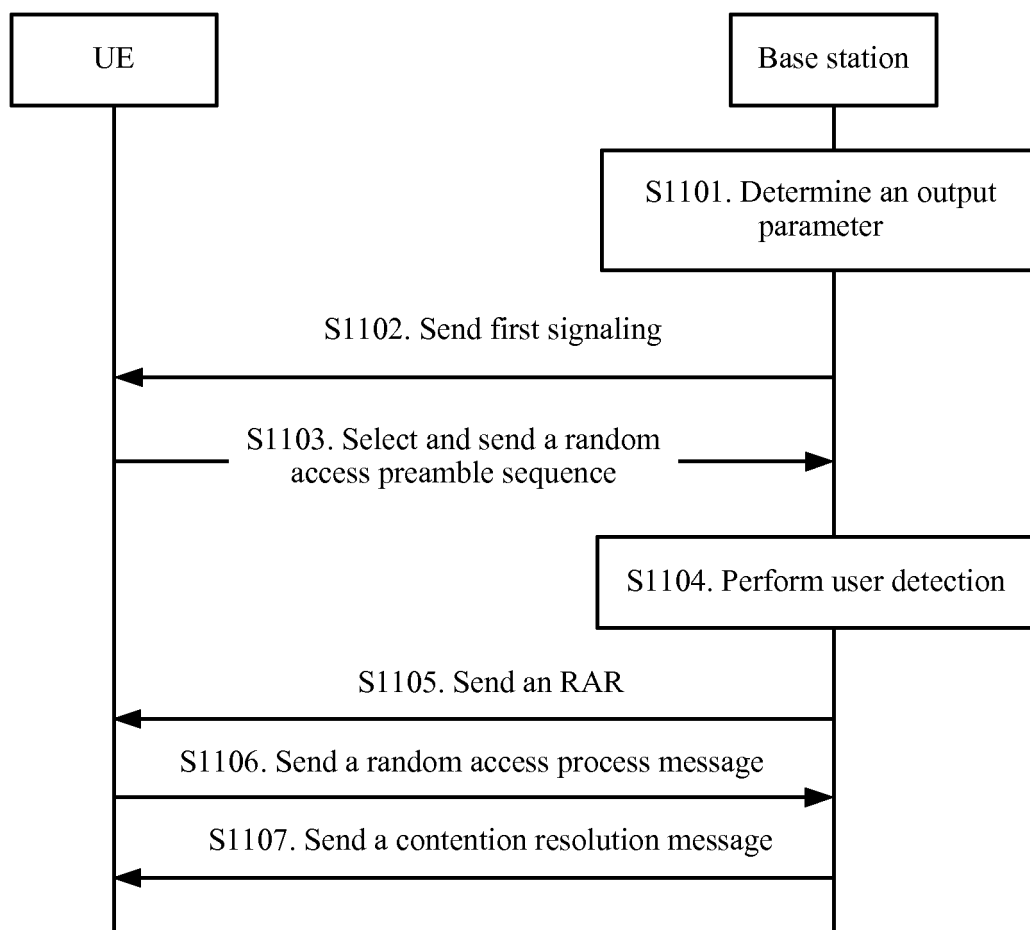 UE
Base station
S1101. Determine an output
parameter
S1102. Send first signaling
S1103. Select and send a random
access preamble sequence
S1104. Perform user detection
S1105. Send an RAR
S1106. Send a random access process message
S1107. Send a contention resolution message